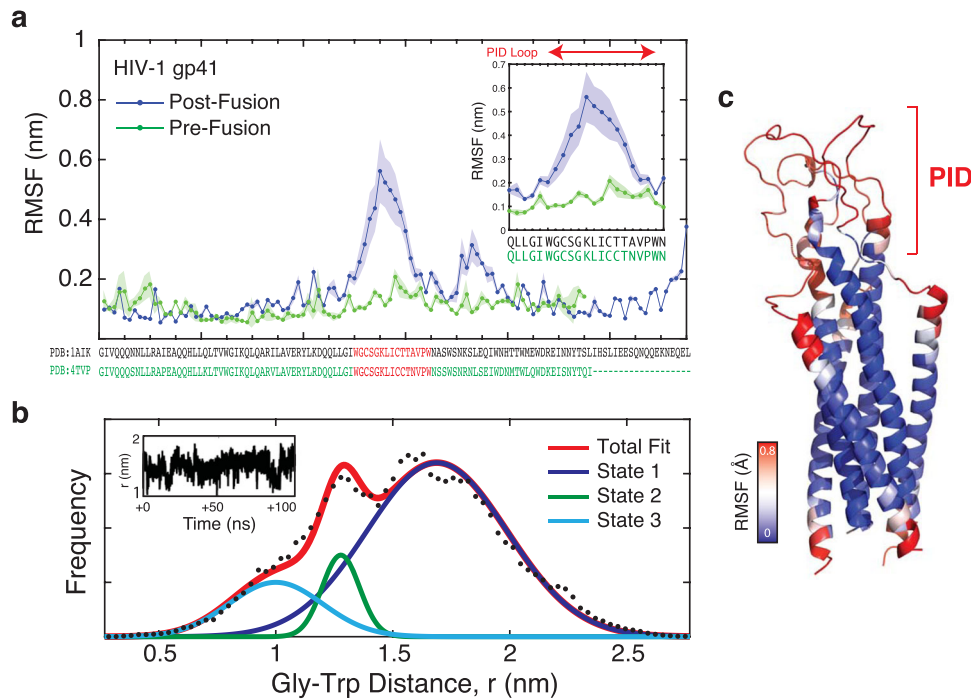 a
RMSF (nm)
1
0.8
0.6
0.4
0.2
HIV-1 gp41
Post-Fusion
Pre-Fusion
PID Loop
RMSF (nm)
0.7
0.6
0.5
0.4
0.3
0.2
0.1
0
QLLGIWGCSGKLICTTAVPWN
QLLGIWGCSGKLICCTNVPWN
PDB:1AIK GIVQQQNNLLRAIEAQQHLLQLTVWGIKQLQARILAVERYLKDQQLLGIWGCSGKLICTTAVPWNASWSNKSLEQIWNHTTWMEWDREINNYTSLIHSLIEESQNQQEKNEQEL
PDB:4TVP GIVQQQSNLLRAPEAQQHLLKLTVWGIKQLQARVLAVERYLRDQQLLGIWGCSGKLICCTNVPWNSSWSNRNLSEIWDNMTWLQWDKEISNYTQI-------------------
b
Frequency
r (nm)
2
1
+0
+50
+100
Time (ns)
Total Fit
State 1
State 2
State 3
0.5
1
1.5
2
2.5
Gly-Trp Distance, r (nm)
c
PID
RMSF (Å)
0.8
0